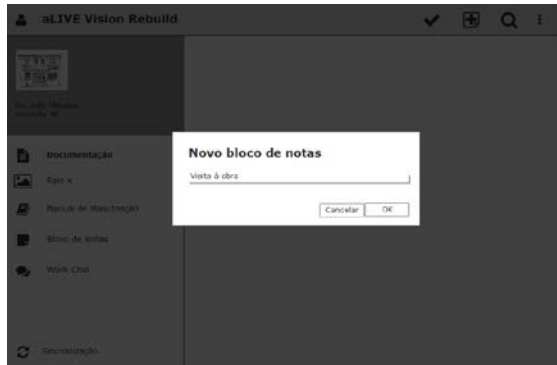 aLIVE Vision Rebuild
Documentação
Raio x
Manual de Manutenção
Bloco de Notas
Work Chat
Sincronização
Novo bloco de notas
Visita à obra
Cancelar
OK